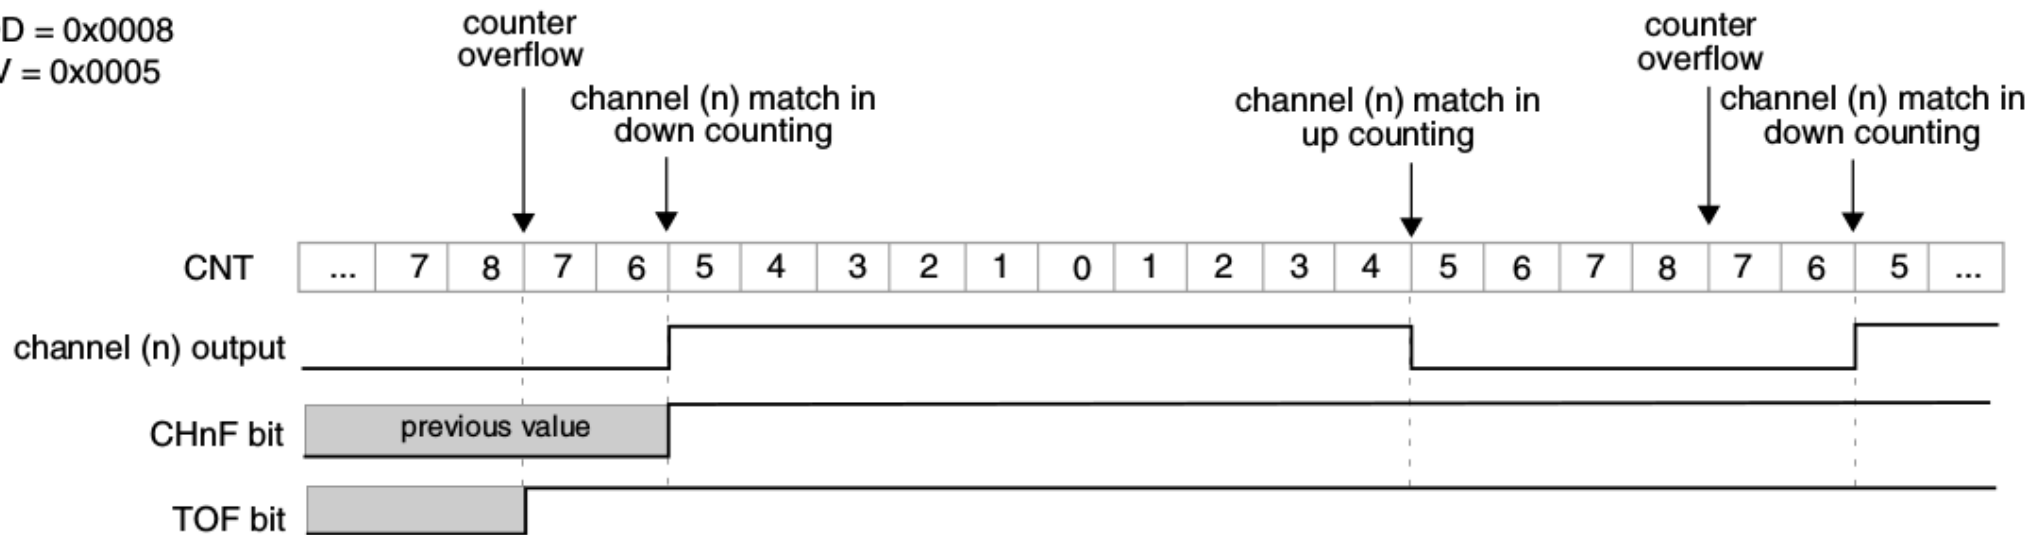 D = 0x0008
V = 0x0005
counter
overflow
channel (n) match in
down counting
channel (n) match in
up counting
counter
overflow
channel (n) match in
down counting
CNT ... 7 8 7 6 5 4 3 2 1 0 1 2 3 4 5 6 7 8 7 6 5 ...
channel (n) output
CHnF bit previous value
TOF bit